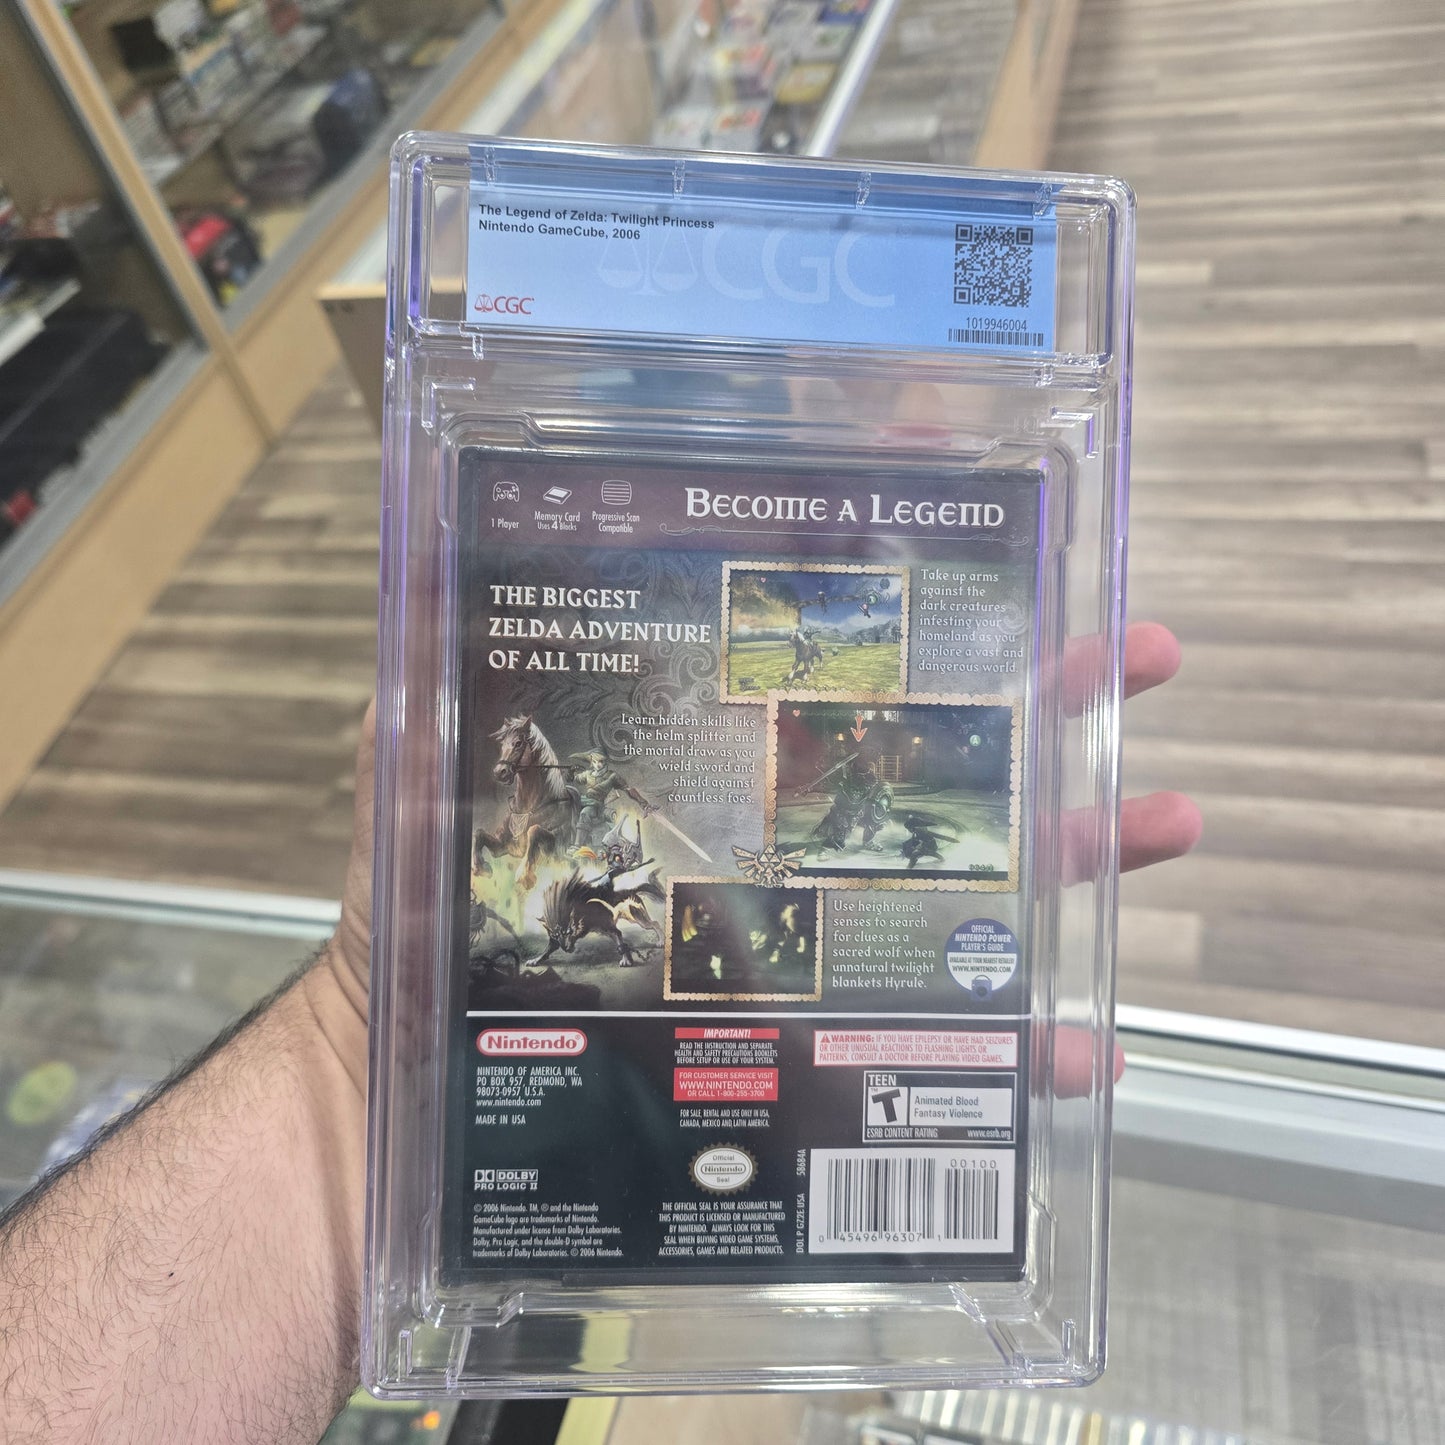 The Legend of Zelda: Twilight Princess
Nintendo GameCube, 2006
CGC
CGC
1019946004
1 Player
Memory Card
Uses 4 Blocks
Progressive Scan
Compatible
BECOME A LEGEND
THE BIGGEST
ZELDA ADVENTURE
OF ALL TIME!
Take up arms
against the
dark creatures
infesting your
homeland as you
explore a vast and
dangerous world.
Learn hidden skills like
the helm splitter and
the mortal draw as you
wield sword and
shield against
countless foes.
Use heightened
senses to search
for clues as a
sacred wolf when
unnatural twilight
blankets Hyrule.
OFFICIAL
NINTENDO POWER
PLAYER'S GUIDE
AVAILABLE AT YOUR NEAREST RETAILER!
WWW.NINTENDO.COM
Nintendo®
NINTENDO OF AMERICA INC.
PO BOX 957, REDMOND, WA
98073-0957 U.S.A.
www.nintendo.com
MADE IN USA
IMPORTANT!
READ THE INSTRUCTION AND SEPARATE
HEALTH AND SAFETY PRECAUTIONS BOOKLETS
BEFORE SETUP OR USE OF YOUR SYSTEM.
FOR CUSTOMER SERVICE VISIT
WWW.NINTENDO.COM
OR CALL 1-800-255-3700
FOR SALE, RENTAL AND USE ONLY IN USA,
CANADA, MEXICO AND LATIN AMERICA.
WARNING: IF YOU HAVE EPILEPSY OR HAVE HAD SEIZURES
OR OTHER UNUSUAL REACTIONS TO FLASHING LIGHTS OR
PATTERNS, CONSULT A DOCTOR BEFORE PLAYING VIDEO GAMES.
TEEN
T
Animated Blood
Fantasy Violence
ESRB CONTENT RATING
www.esrb.org
DOLBY
PRO LOGIC II
Official
Nintendo
Seal
© 2006 Nintendo. TM, ® and the Nintendo
GameCube logo are trademarks of Nintendo.
Manufactured under license from Dolby Laboratories.
Dolby, Pro Logic, and the double-D symbol are
trademarks of Dolby Laboratories. © 2006 Nintendo.
THE OFFICIAL SEAL IS YOUR ASSURANCE THAT
THIS PRODUCT IS LICENSED OR MANUFACTURED
BY NINTENDO. ALWAYS LOOK FOR THIS
SEAL WHEN BUYING VIDEO GAME SYSTEMS,
ACCESSORIES, GAMES AND RELATED PRODUCTS.
DOL P GZ2E USA
58684A
00100
0 45496 96307 1